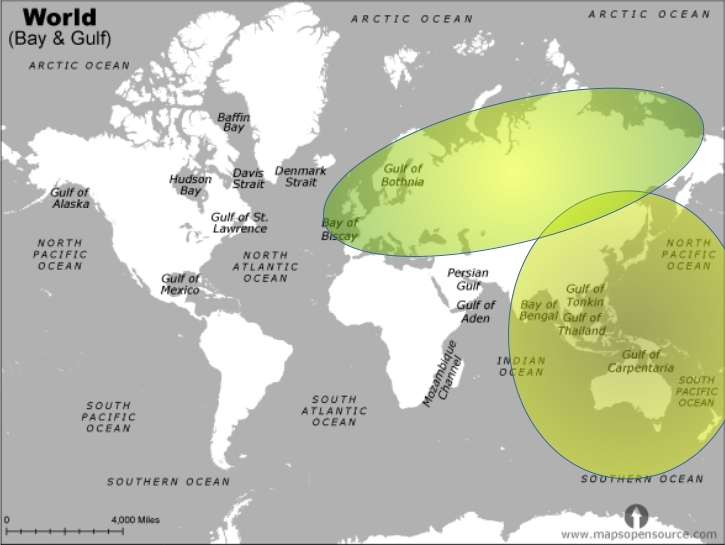 World
(Bay & Gulf)
ARCTIC OCEAN
ARCTIC OCEAN
ARCTIC OCEAN
Baffin
Bay
Hudson
Bay
Davis
Strait
Denmark
Strait
Gulf of
Alaska
Gulf of St.
Lawrence
Gulf of
Bothnia
Bay of
Biscay
NORTH
PACIFIC
OCEAN
NORTH
ATLANTIC
OCEAN
NORTH
PACIFIC
OCEAN
Gulf of
Mexico
Persian
Gulf
Gulf of
Aden
Bay of
Bengal
Gulf of
Tonkin
Gulf of
Thailand
Gulf of
Carpentaria
Mozambique
Channel
INDIAN
OCEAN
SOUTH
PACIFIC
OCEAN
SOUTH
ATLANTIC
OCEAN
SOUTH
PACIFIC
OCEAN
SOUTHERN OCEAN
SOUTHERN OCEAN
0 4,000 Miles
www.mapsopensource.com